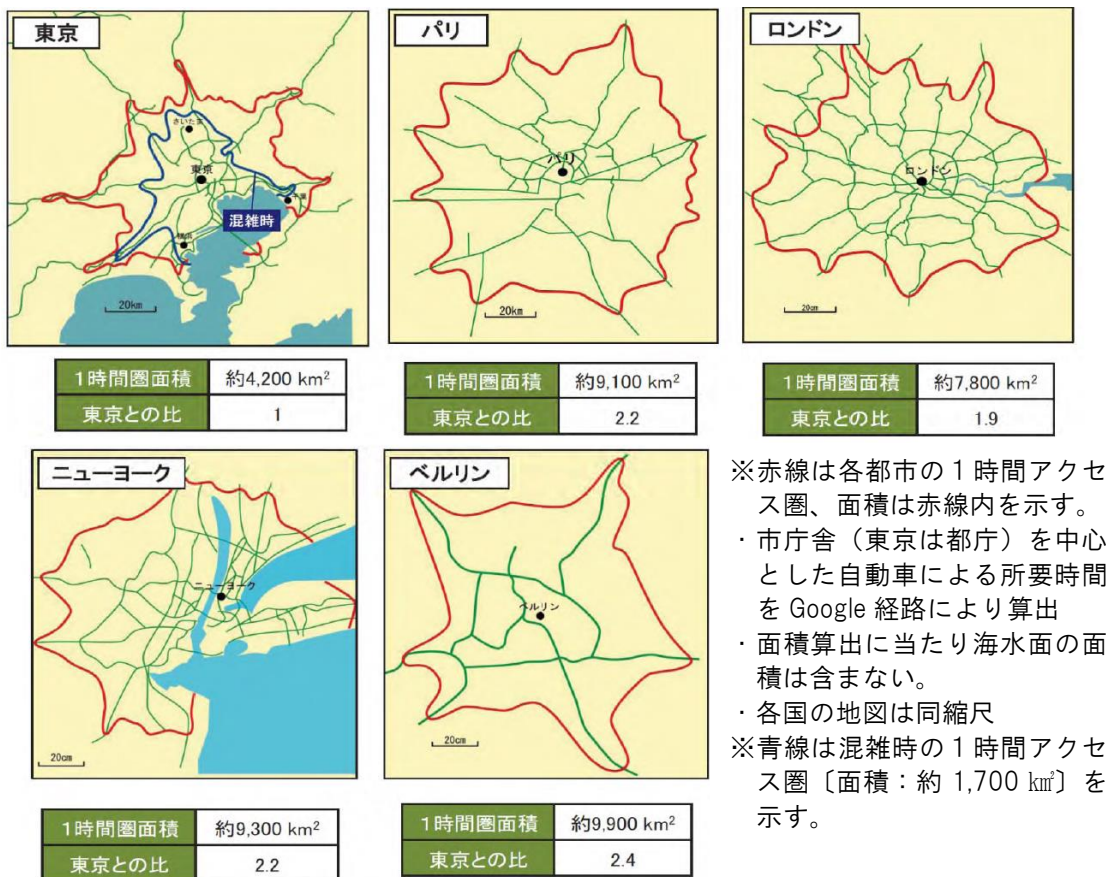 東京
さいたま
東京
千葉
混雑時
横浜
20km
1時間圏面積 約4,200 km²
東京との比 1
パリ
パリ
20km
1時間圏面積 約9,100 km²
東京との比 2.2
ロンドン
ロンドン
20km
1時間圏面積 約7,800 km²
東京との比 1.9
ニューヨーク
ニューヨーク
20cm
1時間圏面積 約9,300 km²
東京との比 2.2
ベルリン
ベルリン
20cm
1時間圏面積 約9,900 km²
東京との比 2.4
※赤線は各都市の1時間アクセ
ス圏、面積は赤線内を示す。
・市庁舎（東京は都庁）を中心
とした自動車による所要時間
を Google 経路により算出
・面積算出に当たり海水面の面
積は含まない。
・各国の地図は同縮尺
※青線は混雑時の1時間アクセ
ス圏〔面積：約 1,700 ㎢〕を
示す。